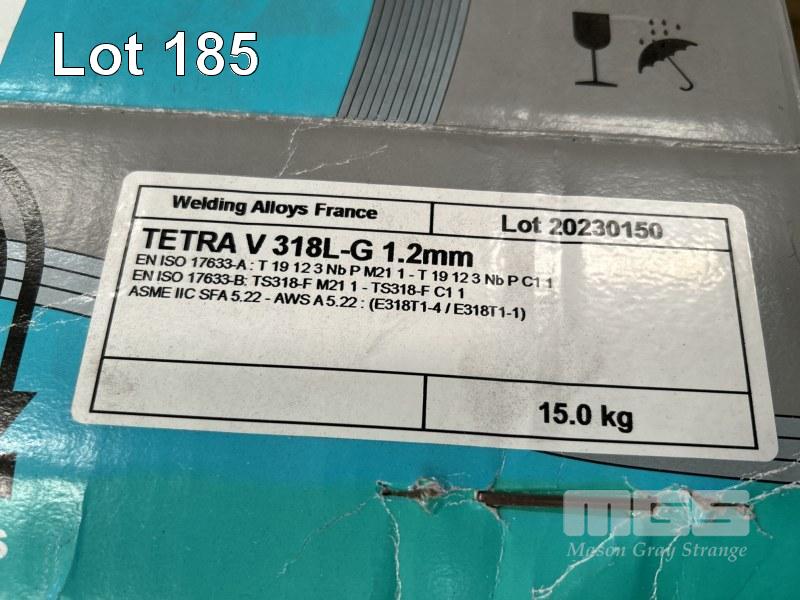 Lot 185
Welding Alloys France
Lot 20230150
TETRA V 318L-G 1.2mm
EN ISO 17633-A : T 19 12 3 Nb P M21 1 - T 19 12 3 Nb P C1 1
EN ISO 17633-B: TS318-F M21 1 - TS318-F C1 1
ASME IIC SFA 5.22 - AWS A 5.22 : (E318T1-4 / E318T1-1)
15.0 kg
s
MGS
Mason Gray Strange